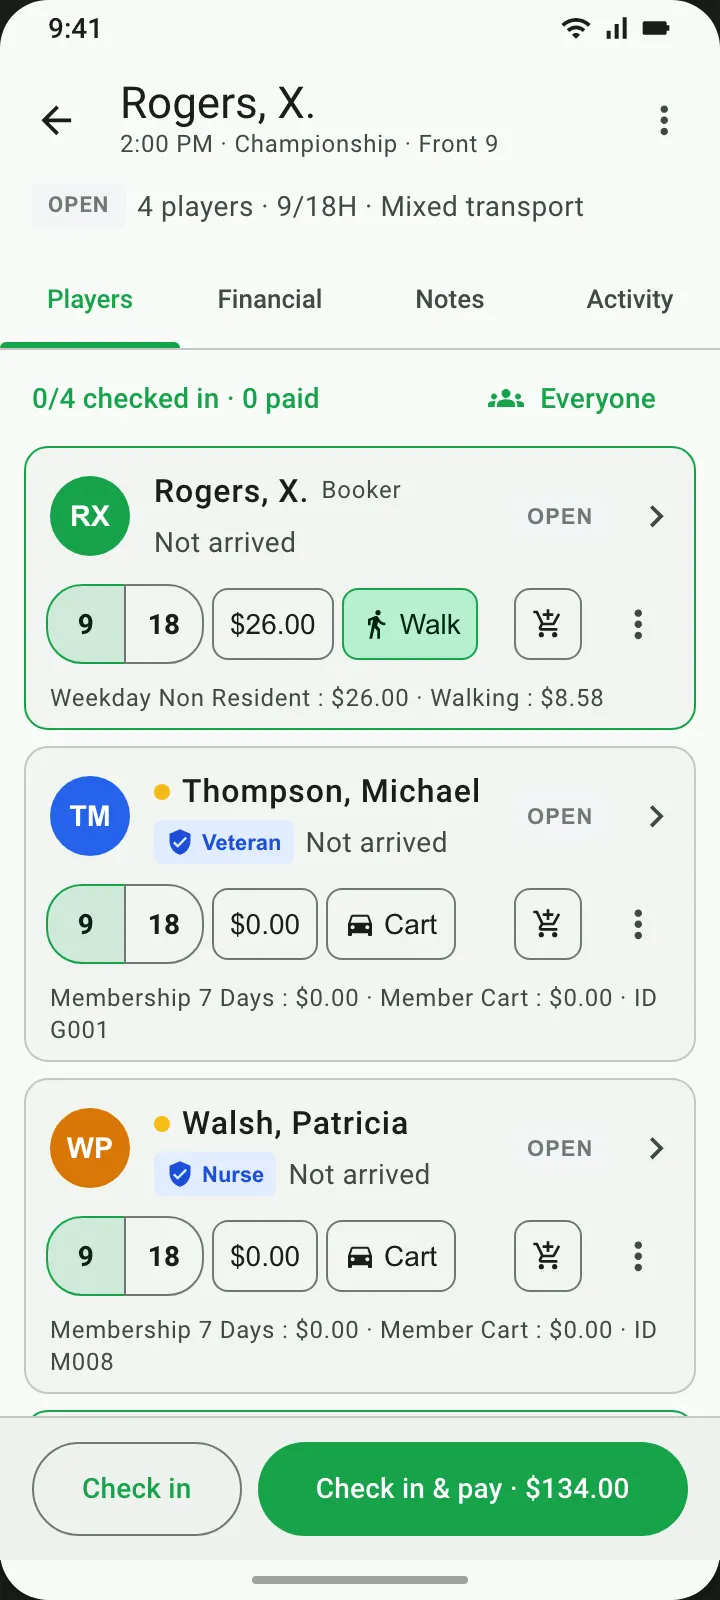 9:41
Rogers, X.
2:00 PM · Championship · Front 9
OPEN 4 players · 9/18H · Mixed transport
Players Financial Notes Activity
0/4 checked in · 0 paid Everyone
RX Rogers, X. Booker OPEN
Not arrived
9 18 $26.00 Walk
Weekday Non Resident : $26.00 · Walking : $8.58
TM Thompson, Michael OPEN
Veteran Not arrived
9 18 $0.00 Cart
Membership 7 Days : $0.00 · Member Cart : $0.00 · ID
G001
WP Walsh, Patricia OPEN
Nurse Not arrived
9 18 $0.00 Cart
Membership 7 Days : $0.00 · Member Cart : $0.00 · ID
M008
Check in Check in & pay · $134.00